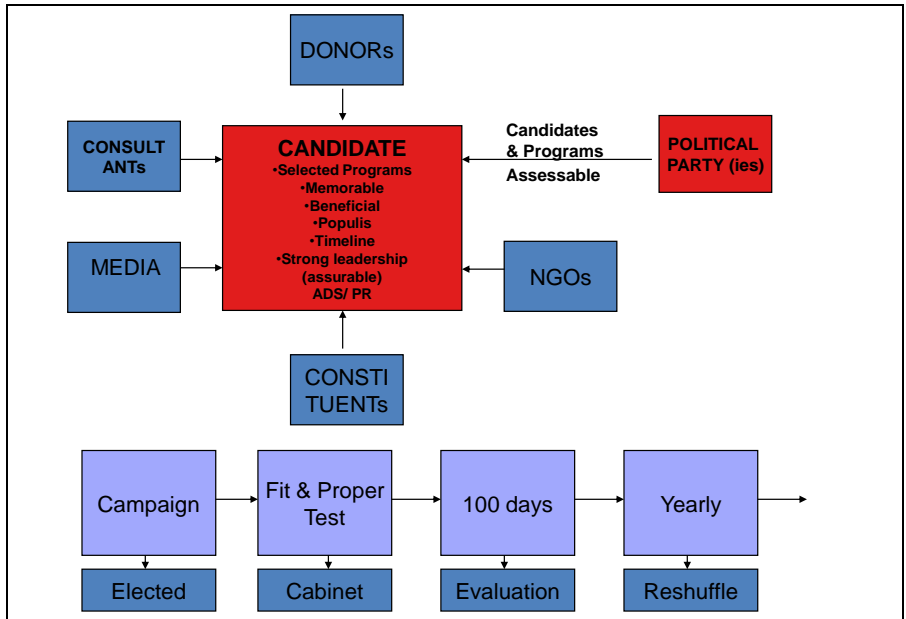 DONORs
CONSULT
ANTs
CANDIDATE
•Selected Programs
•Memorable
•Beneficial
•Populis
•Timeline
•Strong leadership
(assurable)
ADS/ PR
Candidates
& Programs
Assessable
POLITICAL
PARTY (ies)
MEDIA
NGOs
CONSTI
TUENTs
Campaign
Fit & Proper
Test
100 days
Yearly
Elected
Cabinet
Evaluation
Reshuffle